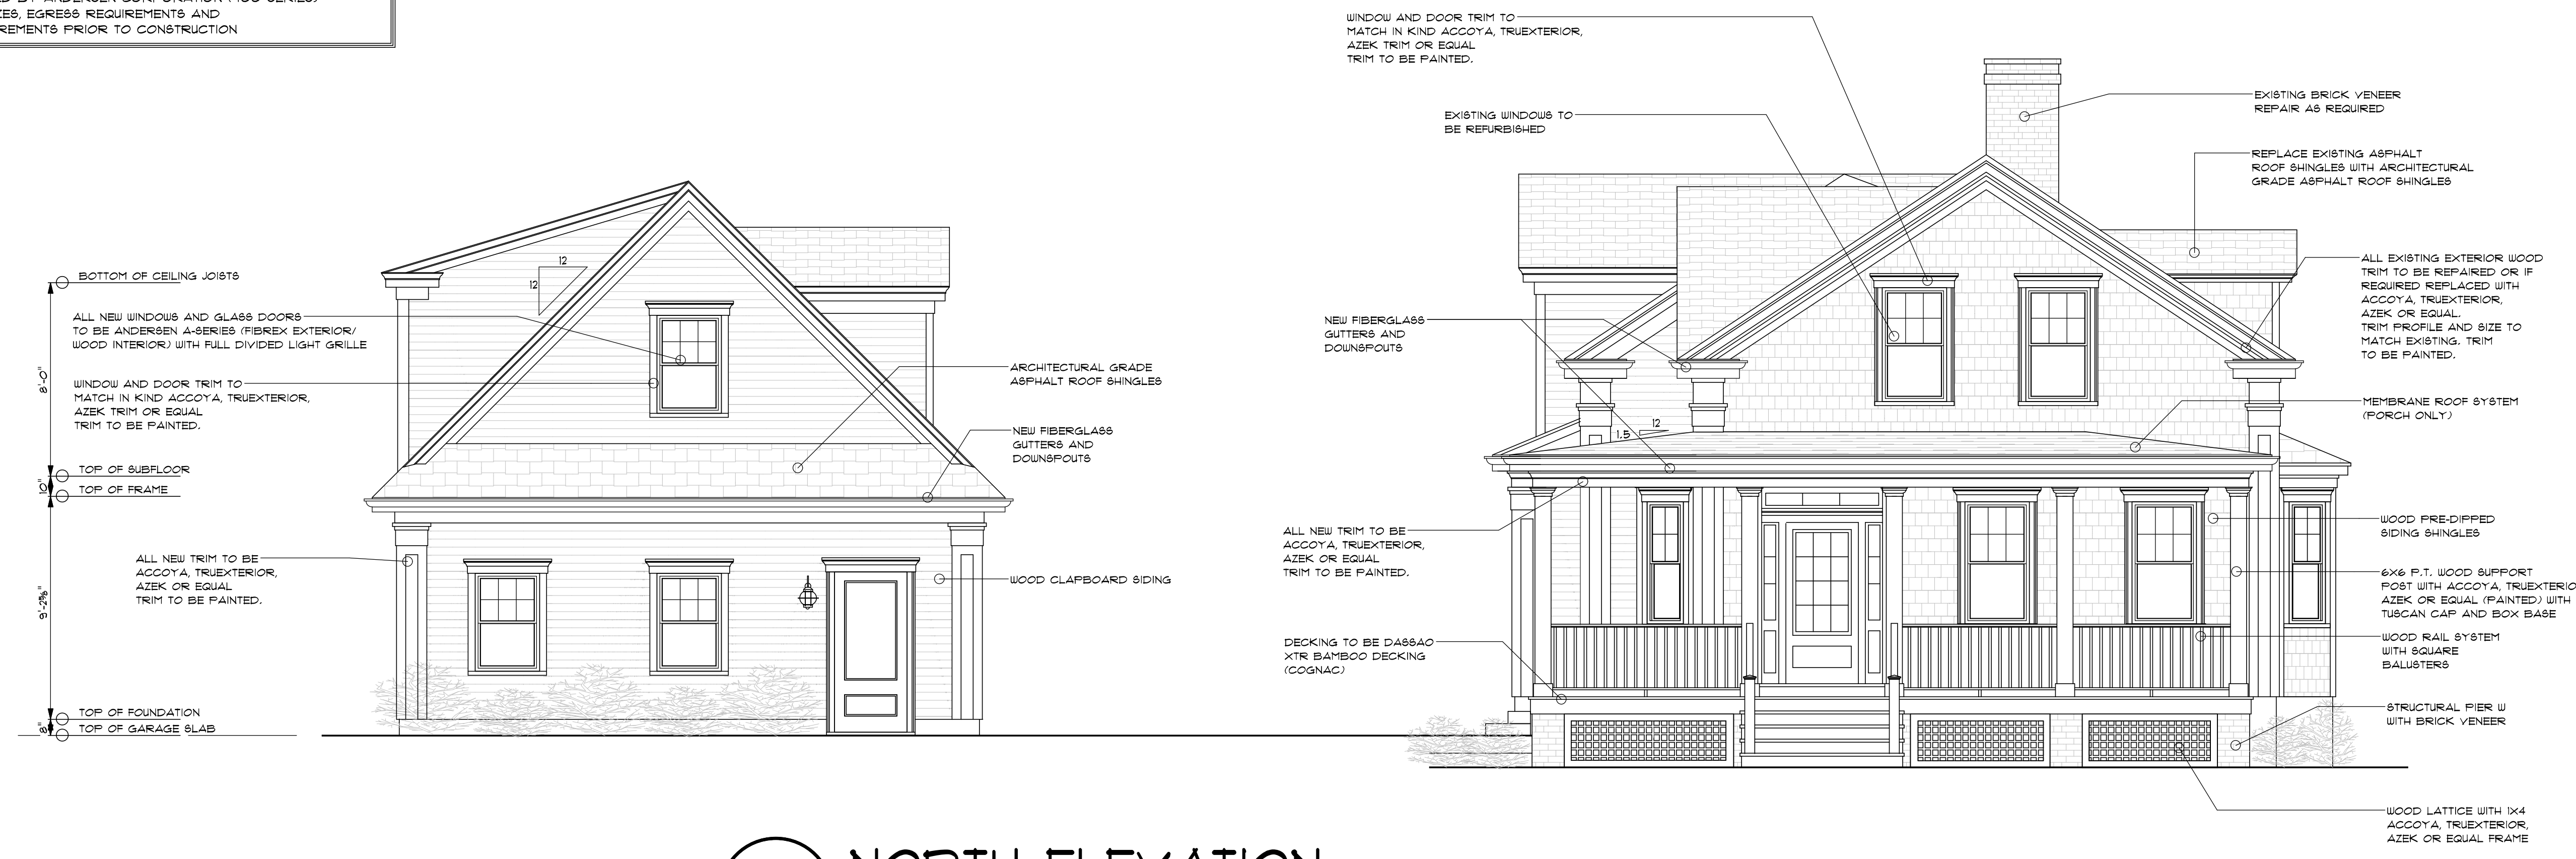 ZES, EGRESS REQUIREMENTS AND
REMENTS PRIOR TO CONSTRUCTION
BOTTOM OF CEILING JOISTS
ALL NEW WINDOWS AND GLASS DOORS
TO BE ANDERSEN A-SERIES (FIBREX EXTERIOR/
WOOD INTERIOR) WITH FULL DIVIDED LIGHT GRILLE
WINDOW AND DOOR TRIM TO
MATCH IN KIND ACCOYA, TRUEXTERIOR,
AZEK TRIM OR EQUAL
TRIM TO BE PAINTED.
TOP OF SUBFLOOR
TOP OF FRAME
ALL NEW TRIM TO BE
ACCOYA, TRUEXTERIOR,
AZEK OR EQUAL
TRIM TO BE PAINTED.
TOP OF FOUNDATION
TOP OF GARAGE SLAB
8'-0"
10"
9'-2⅝"
8"
12
12
ARCHITECTURAL GRADE
ASPHALT ROOF SHINGLES
NEW FIBERGLASS
GUTTERS AND
DOWNSPOUTS
WOOD CLAPBOARD SIDING
WINDOW AND DOOR TRIM TO
MATCH IN KIND ACCOYA, TRUEXTERIOR,
AZEK TRIM OR EQUAL
TRIM TO BE PAINTED.
EXISTING WINDOWS TO
BE REFURBISHED
NEW FIBERGLASS
GUTTERS AND
DOWNSPOUTS
12
1.5
ALL NEW TRIM TO BE
ACCOYA, TRUEXTERIOR,
AZEK OR EQUAL
TRIM TO BE PAINTED.
DECKING TO BE DASSAO
XTR BAMBOO DECKING
(COGNAC)
EXISTING BRICK VENEER
REPAIR AS REQUIRED
REPLACE EXISTING ASPHALT
ROOF SHINGLES WITH ARCHITECTURAL
GRADE ASPHALT ROOF SHINGLES
ALL EXISTING EXTERIOR WOOD
TRIM TO BE REPAIRED OR IF
REQUIRED REPLACED WITH
ACCOYA, TRUEXTERIOR,
AZEK OR EQUAL.
TRIM PROFILE AND SIZE TO
MATCH EXISTING. TRIM
TO BE PAINTED.
MEMBRANE ROOF SYSTEM
(PORCH ONLY)
WOOD PRE-DIPPED
SIDING SHINGLES
6X6 P.T. WOOD SUPPORT
POST WITH ACCOYA, TRUEXTERIO
AZEK OR EQUAL (PAINTED) WITH
TUSCAN CAP AND BOX BASE
WOOD RAIL SYSTEM
WITH SQUARE
BALUSTERS
STRUCTURAL PIER W
WITH BRICK VENEER
WOOD LATTICE WITH 1X4
ACCOYA, TRUEXTERIOR,
AZEK OR EQUAL FRAME
NORTH ELEVATION